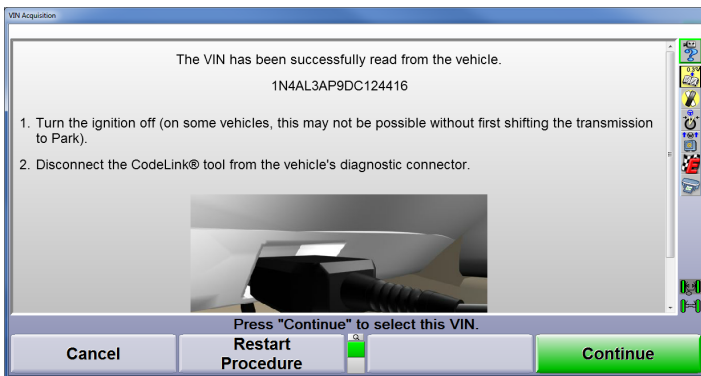 VIN Acquisition
The VIN has been successfully read from the vehicle.
1N4AL3AP9DC124416
1. Turn the ignition off (on some vehicles, this may not be possible without first shifting the transmission
to Park).
2. Disconnect the CodeLink® tool from the vehicle's diagnostic connector.
Press "Continue" to select this VIN.
Cancel
Restart
Procedure
Continue